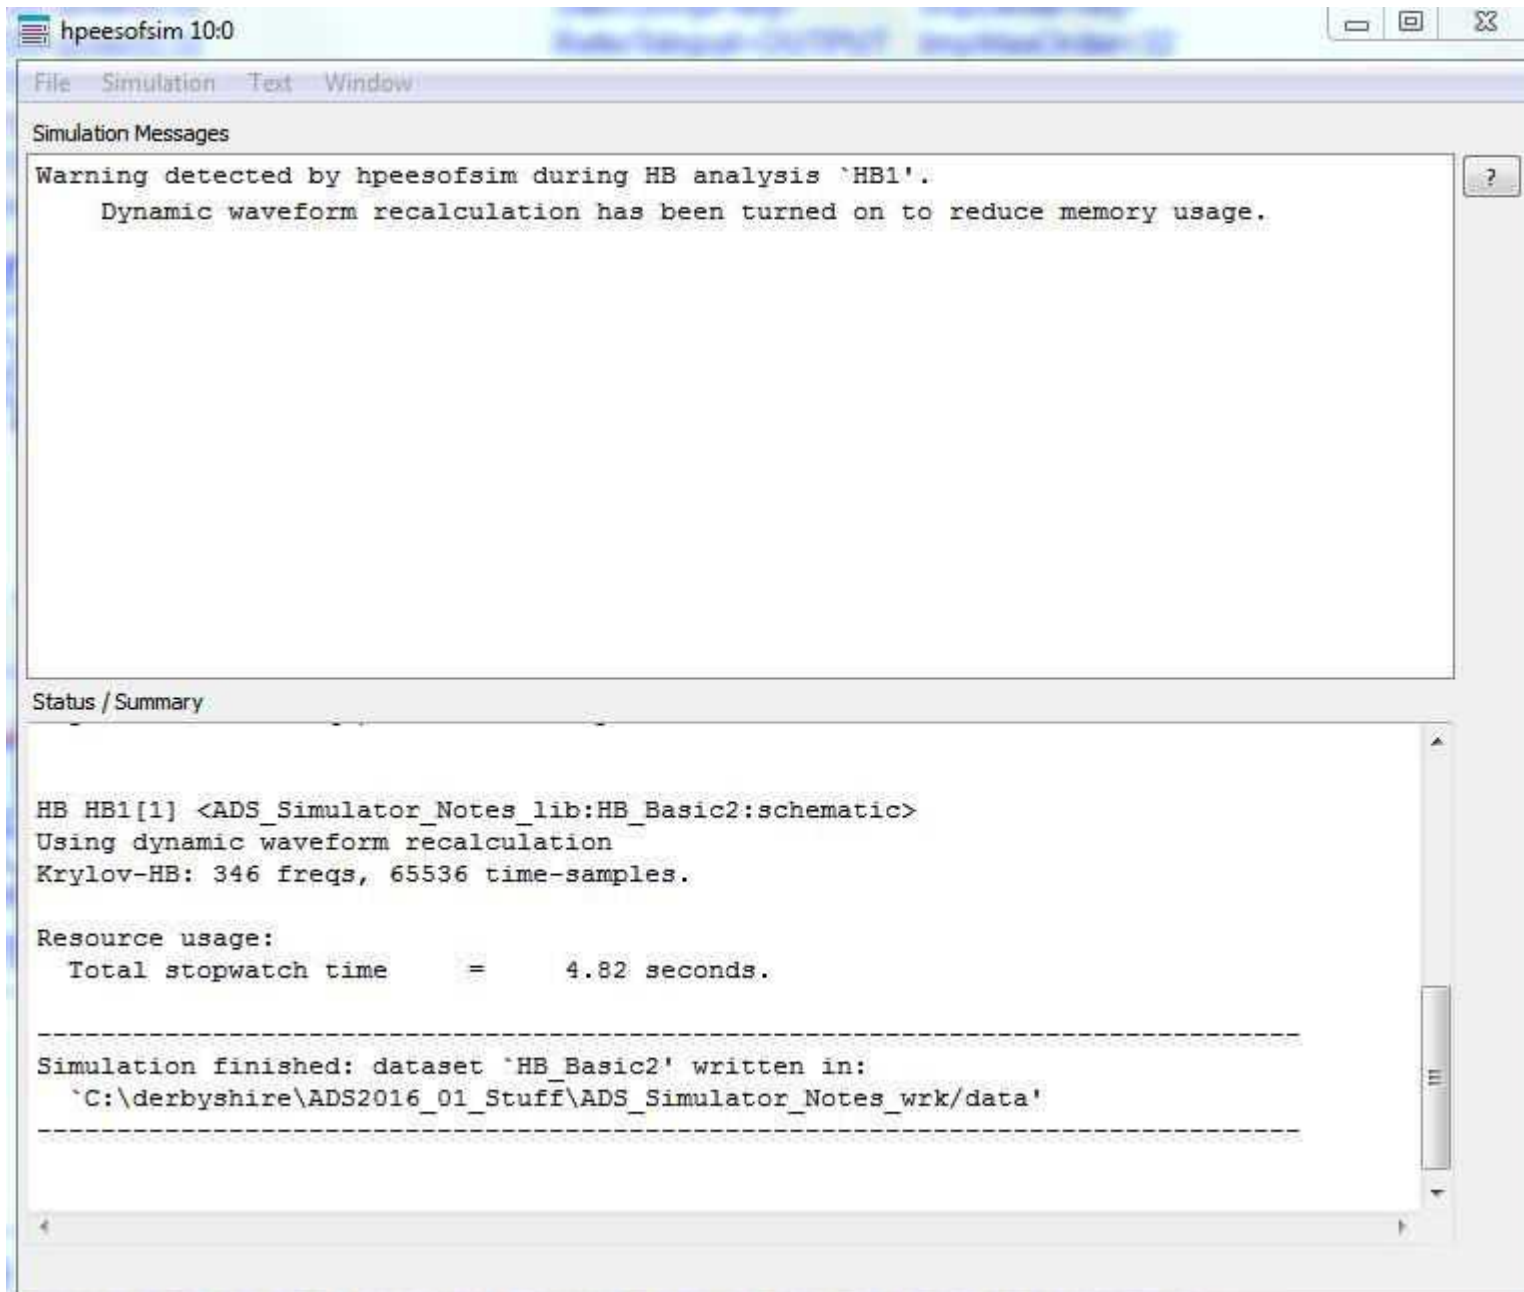 hpeesofsim 10:0
File Simulation Text Window
Simulation Messages
Warning detected by hpeesofsim during HB analysis `HB1'.
Dynamic waveform recalculation has been turned on to reduce memory usage.
?
Status / Summary
HB HB1[1] <ADS_Simulator_Notes_lib:HB_Basic2:schematic>
Using dynamic waveform recalculation
Krylov-HB: 346 freqs, 65536 time-samples.
Resource usage:
Total stopwatch time = 4.82 seconds.
--------------------------------------------------------------------------------
Simulation finished: dataset `HB_Basic2' written in:
`C:\derbyshire\ADS2016_01_Stuff\ADS_Simulator_Notes_wrk/data'
--------------------------------------------------------------------------------